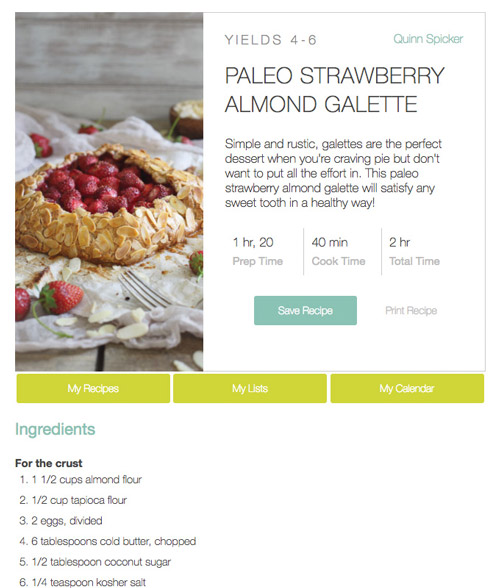 YIELDS 4-6
Quinn Spicker
PALEO STRAWBERRY
ALMOND GALETTE
Simple and rustic, galettes are the perfect
dessert when you're craving pie but don't
want to put all the effort in. This paleo
strawberry almond galette will satisfy any
sweet tooth in a healthy way!
1 hr, 20
40 min
2 hr
Prep Time
Cook Time
Total Time
Save Recipe
Print Recipe
My Recipes
My Lists
My Calendar
Ingredients
For the crust
1. 1 1/2 cups almond flour
2. 1/2 cup tapioca flour
3. 2 eggs, divided
4. 6 tablespoons cold butter, chopped
5. 1/2 tablespoon coconut sugar
6. 1/4 teaspoon kosher salt